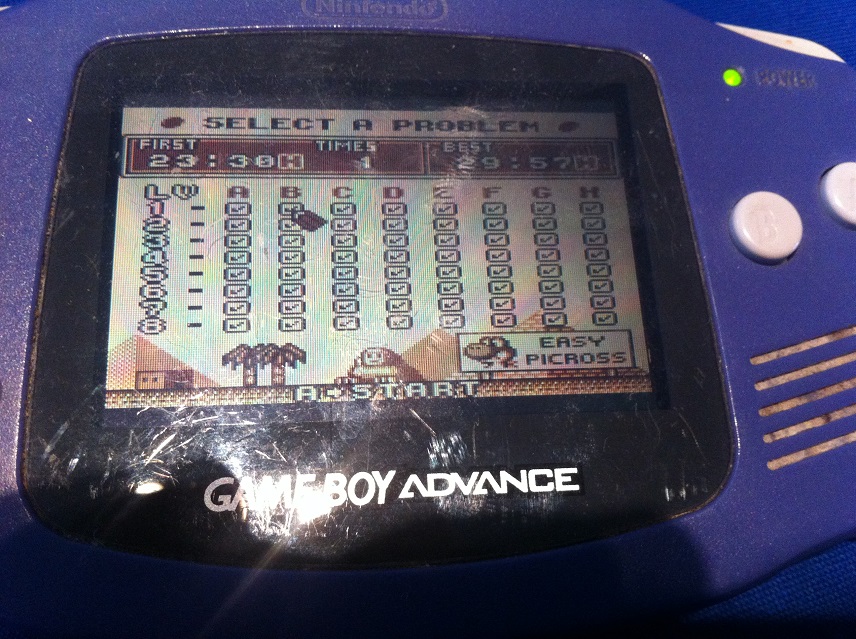 Nintendo
POWER
SELECT A PROBLEM
FIRST TIMES BEST
23:30 1 29:57
LV A B C D E F G H
1 -
2 -
3 -
4 -
5 -
6 -
7 -
8 -
EASY
PICROSS
A•START
B
GAME BOY ADVANCE